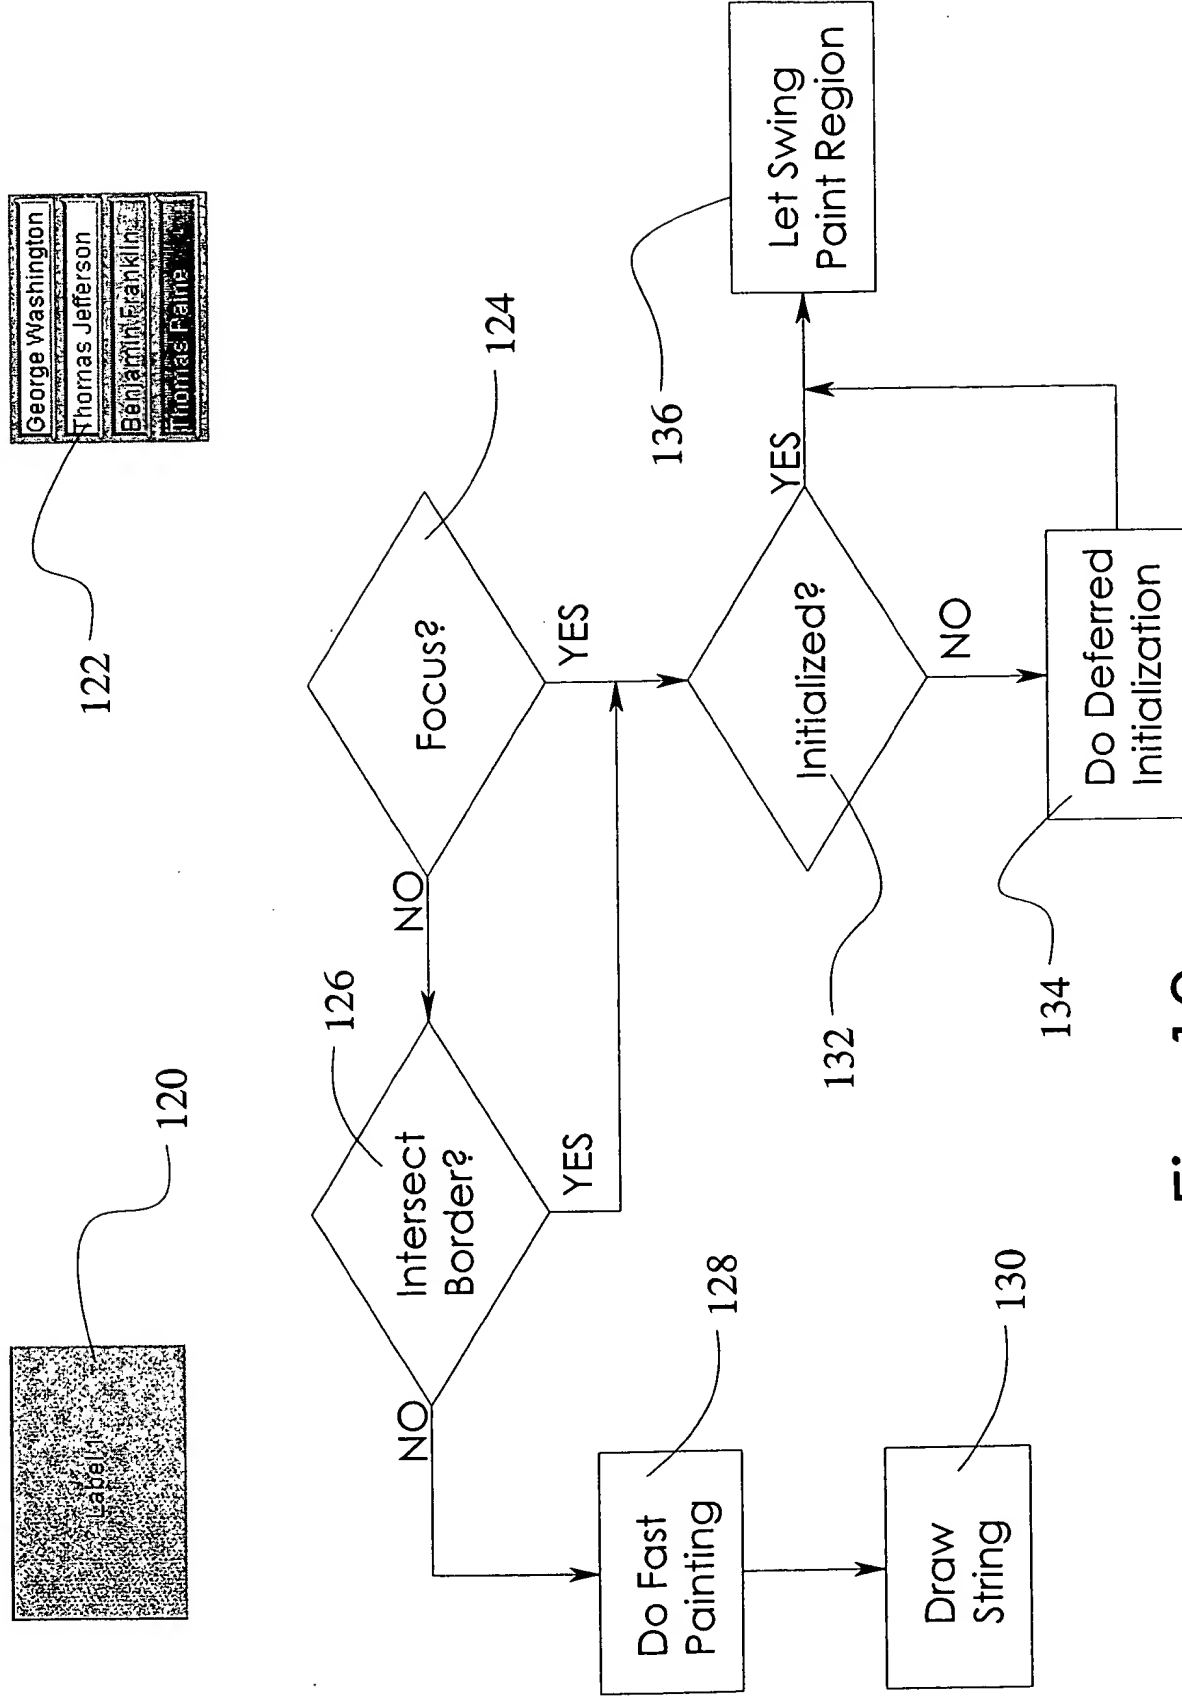 Label1
120
George Washington
Thomas Jefferson
Benjamin Franklin
Thomas Paine
122
Focus?
124
NO
YES
Intersect
Border?
126
NO
YES
Do Fast
Painting
128
Draw
String
130
Initialized?
132
YES
NO
Let Swing
Paint Region
136
Do Deferred
Initialization
134